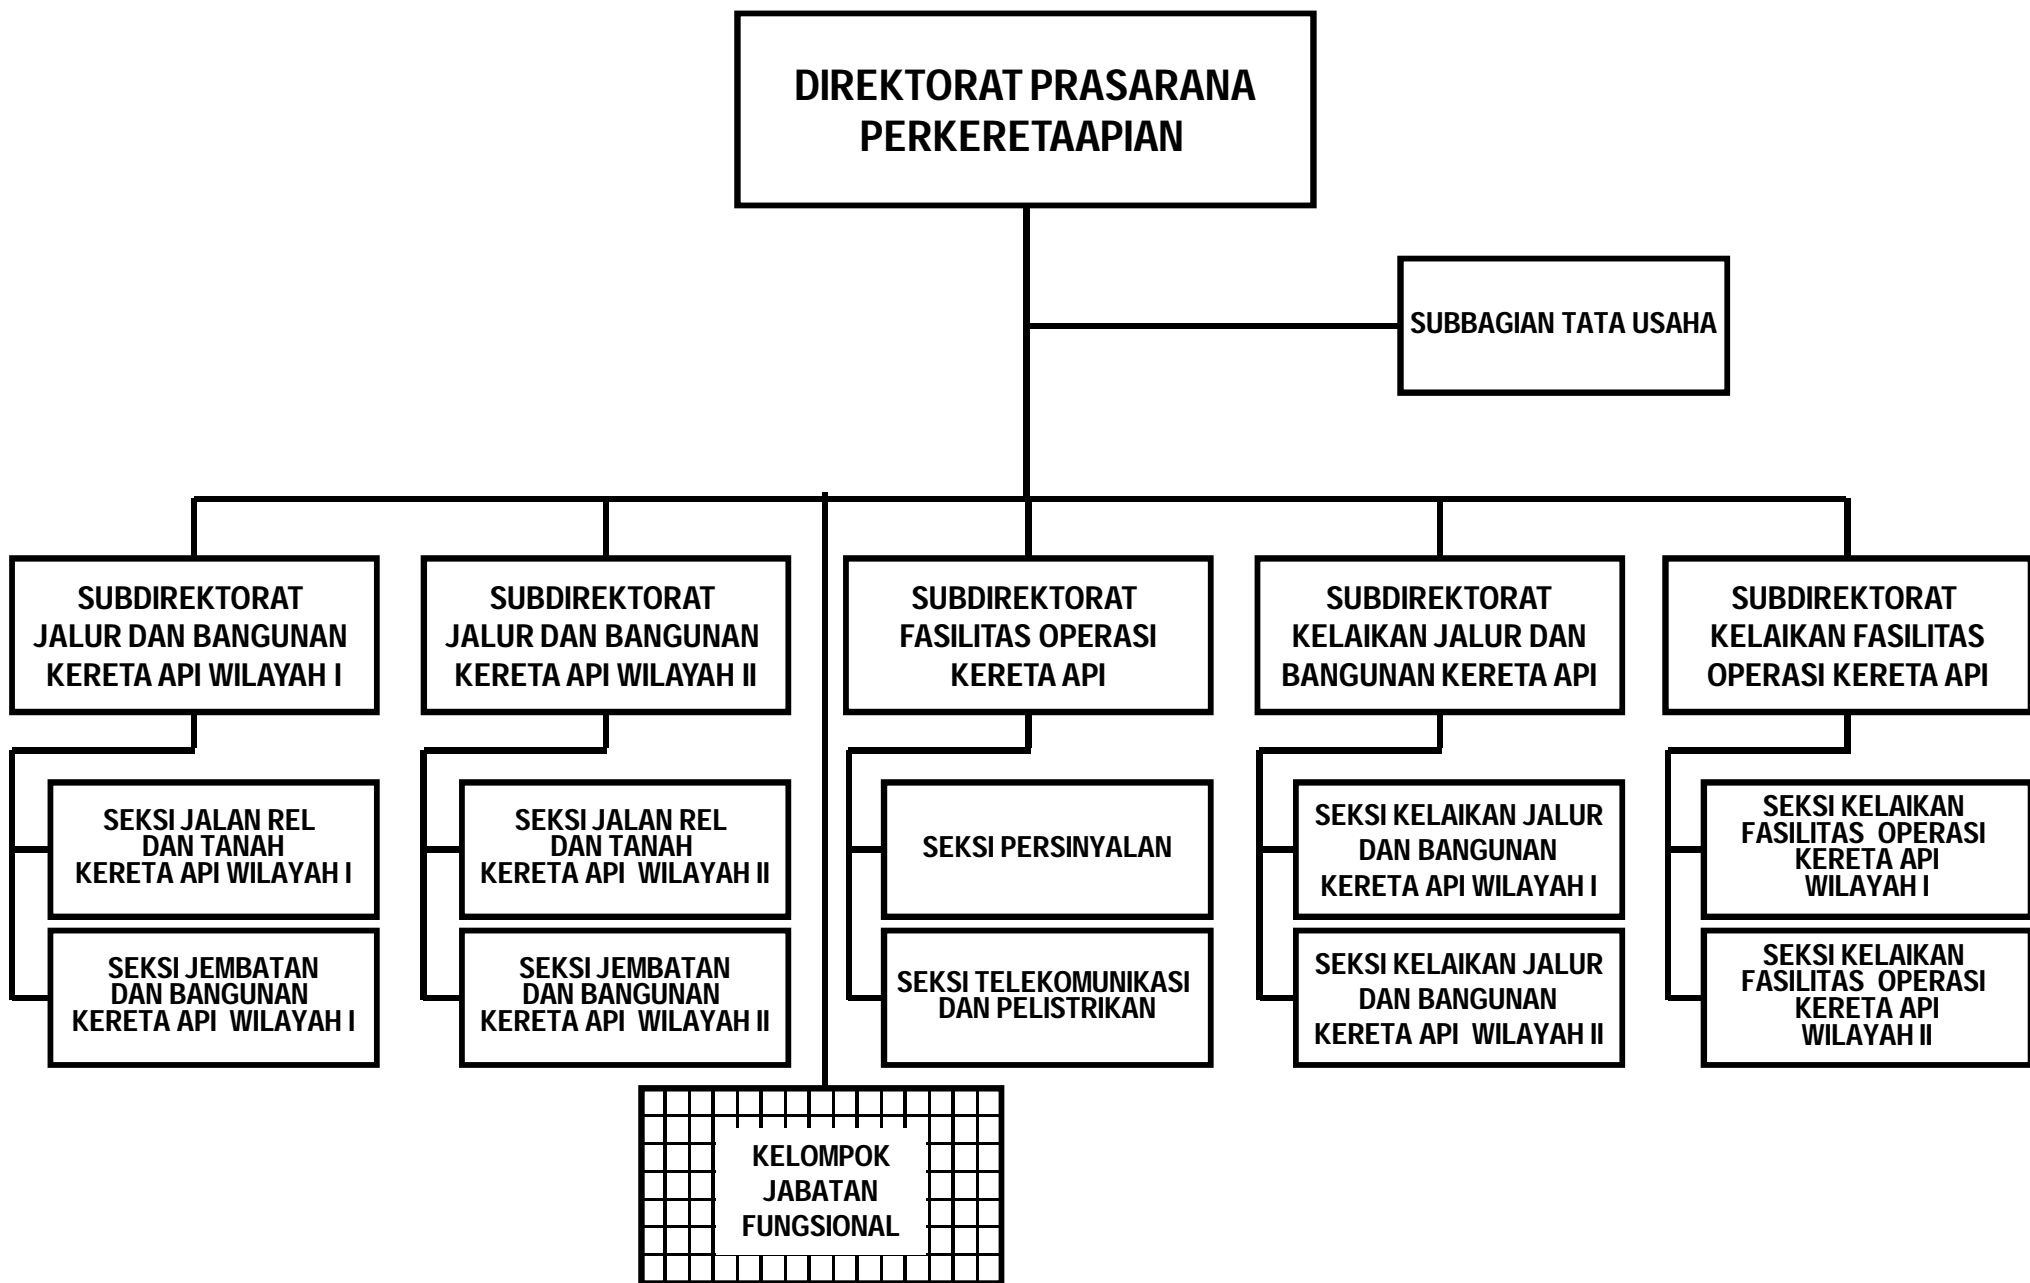 DIREKTORAT PRASARANA
PERKERETAAPIAN
SUBBAGIAN TATA USAHA
SUBDIREKTORAT
JALUR DAN BANGUNAN
KERETA API WILAYAH I
SUBDIREKTORAT
JALUR DAN BANGUNAN
KERETA API WILAYAH II
SUBDIREKTORAT
FASILITAS OPERASI
KERETA API
SUBDIREKTORAT
KELAIKAN JALUR DAN
BANGUNAN KERETA API
SUBDIREKTORAT
KELAIKAN FASILITAS
OPERASI KERETA API
SEKSI JALAN REL
DAN TANAH
KERETA API WILAYAH I
SEKSI JALAN REL
DAN TANAH
KERETA API WILAYAH II
SEKSI PERSINYALAN
SEKSI KELAIKAN JALUR
DAN BANGUNAN
KERETA API WILAYAH I
SEKSI KELAIKAN
FASILITAS OPERASI
KERETA API
WILAYAH I
SEKSI JEMBATAN
DAN BANGUNAN
KERETA API WILAYAH I
SEKSI JEMBATAN
DAN BANGUNAN
KERETA API WILAYAH II
SEKSI TELEKOMUNIKASI
DAN PELISTRIKAN
SEKSI KELAIKAN JALUR
DAN BANGUNAN
KERETA API WILAYAH II
SEKSI KELAIKAN
FASILITAS OPERASI
KERETA API
WILAYAH II
KELOMPOK
JABATAN
FUNGSIONAL